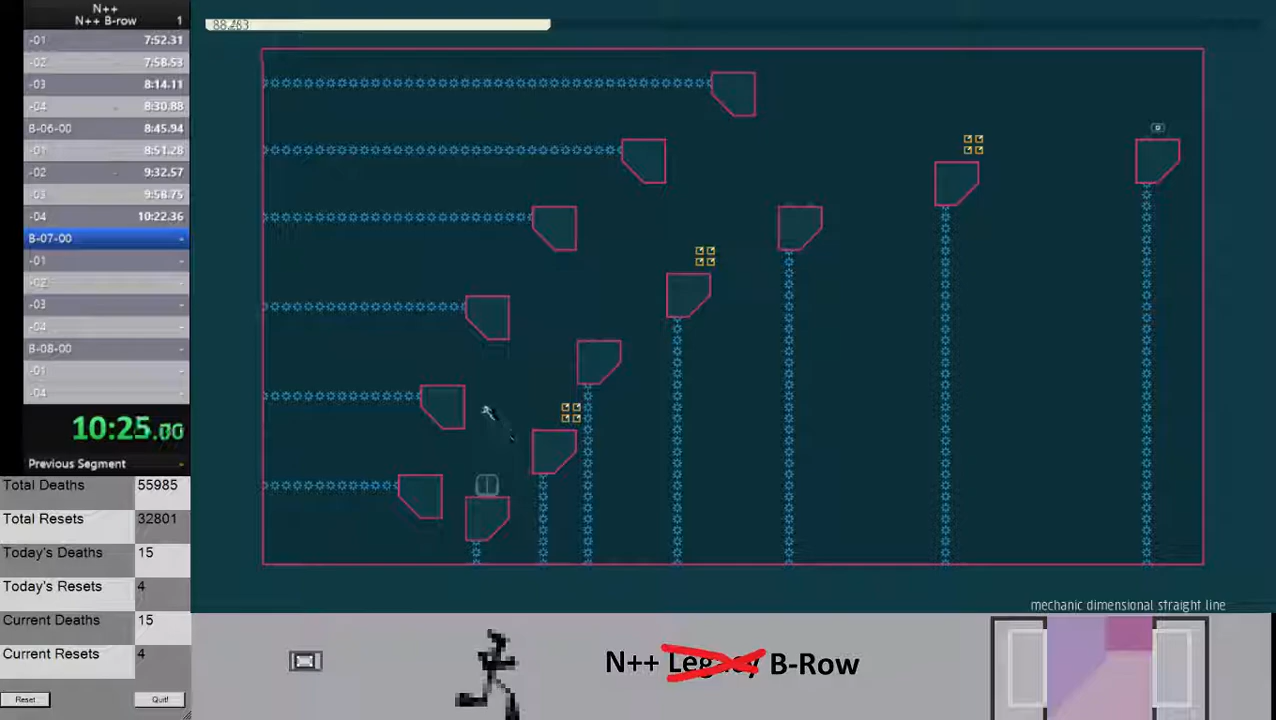 N++
N++ B-row 1
-01 7:52.31
-02 7:58.53
-03 8:14.11
-04 8:30.88
B-06-00 8:45.94
-01 8:51.28
-02 9:32.57
-03 9:58.75
-04 10:22.36
B-07-00 -
-01 -
-02 -
-03 -
-04 -
B-08-00 -
-01 -
-04 -
10:25.00
Previous Segment -
Total Deaths 55985
Total Resets 32801
Today's Deaths 15
Today's Resets 4
Current Deaths 15
Current Resets 4
Reset Quit!
mechanic dimensional straight line
N++ Legacy B-Row